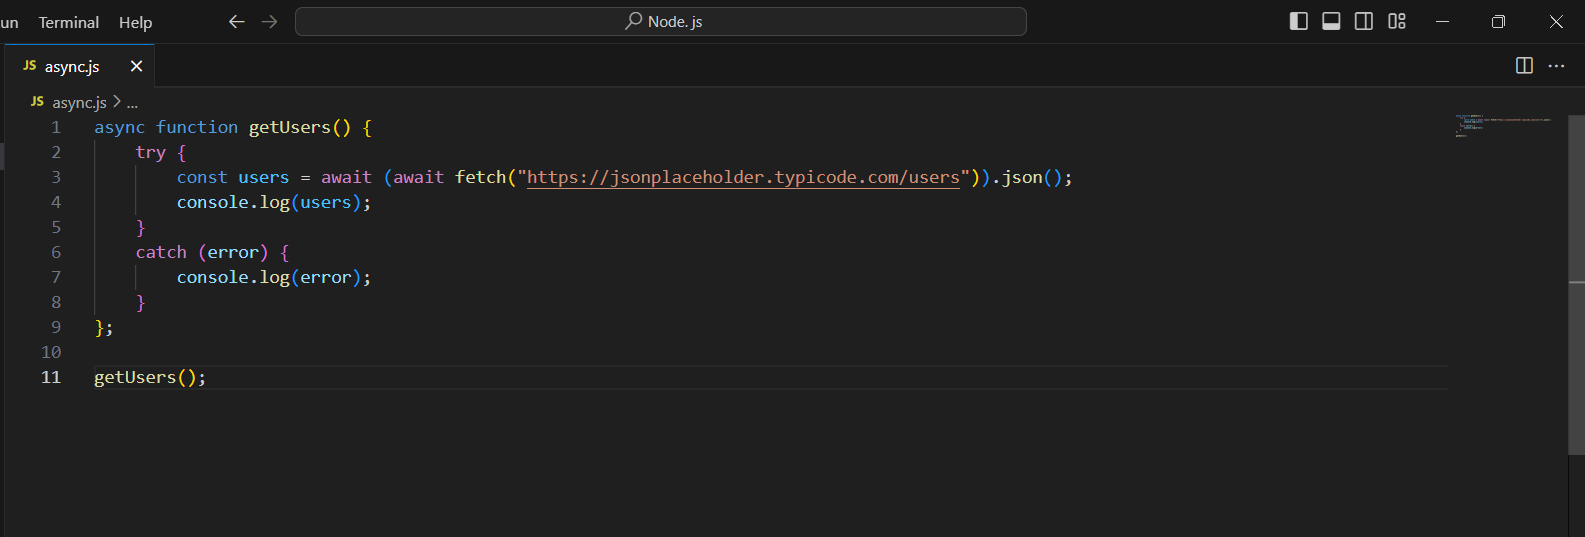 un Terminal Help Node. js
JS async.js
JS async.js > ...
1 async function getUsers() {
2 try {
3 const users = await (await fetch("https://jsonplaceholder.typicode.com/users")).json();
4 console.log(users);
5 }
6 catch (error) {
7 console.log(error);
8 }
9 };
10
11 getUsers();